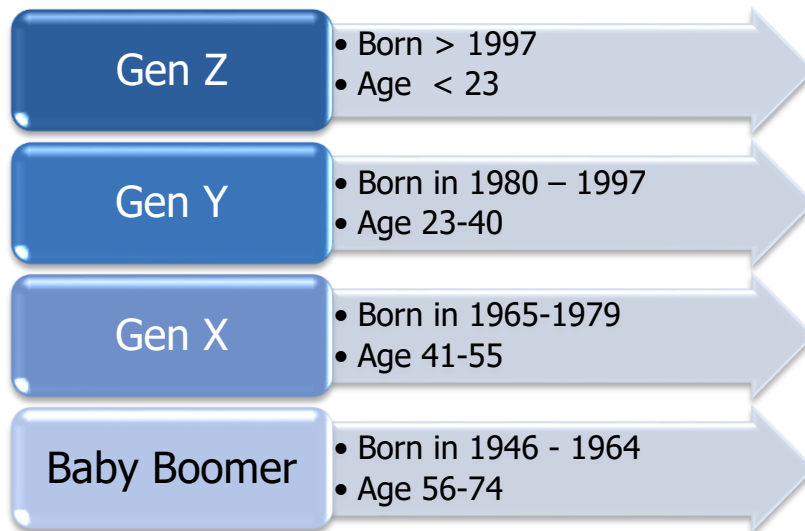 Gen Z
• Born > 1997
• Age < 23
Gen Y
• Born in 1980 – 1997
• Age 23-40
Gen X
• Born in 1965-1979
• Age 41-55
Baby Boomer
• Born in 1946 - 1964
• Age 56-74